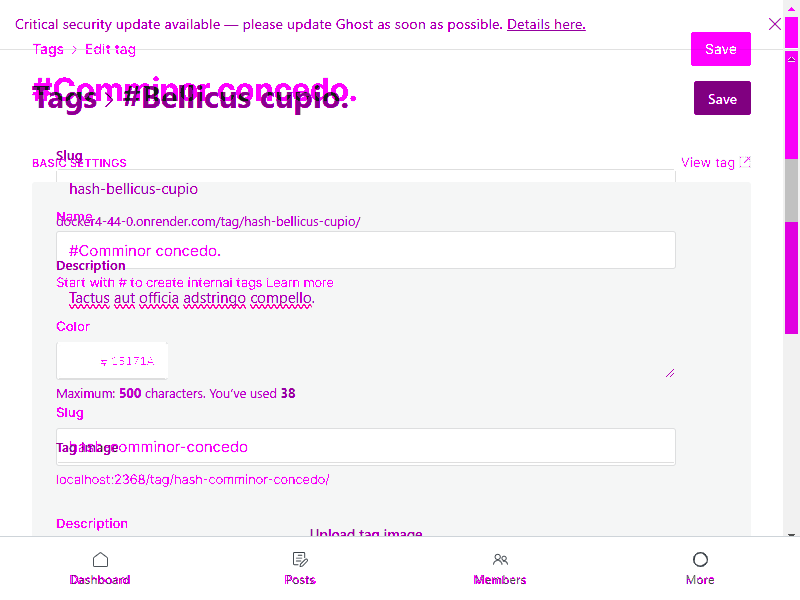 Critical security update available — please update Ghost as soon as possible. Details here.
Tags > Edit tag
Save
#Comminor concedo.
Tags > #Bellicus cupio.
Save
Slug
BASIC SETTINGS
View tag
hash-bellicus-cupio
Name
docker4-44-0.onrender.com/tag/hash-bellicus-cupio/
#Comminor concedo.
Description
Start with # to create internal tags Learn more
Tactus aut officia adstringo compello.
Color
# 15171A
Maximum: 500 characters. You've used 38
Slug
hash-comminor-concedo
Tag image
localhost:2368/tag/hash-comminor-concedo/
Description
Upload tag image
Dashboard
Posts
Members
More